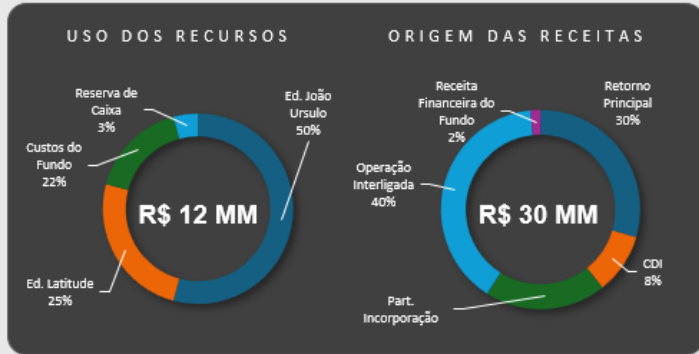 USO DOS RECURSOS
Reserva de
Caixa
3%
Ed. João
Ursulo
50%
Custos do
Fundo
22%
R$ 12 MM
Ed. Latitude
25%
ORIGEM DAS RECEITAS
Receita
Financeira do
Fundo
2%
Retorno
Principal
30%
Operação
Interligada
40%
R$ 30 MM
CDI
8%
Part.
Incorporação